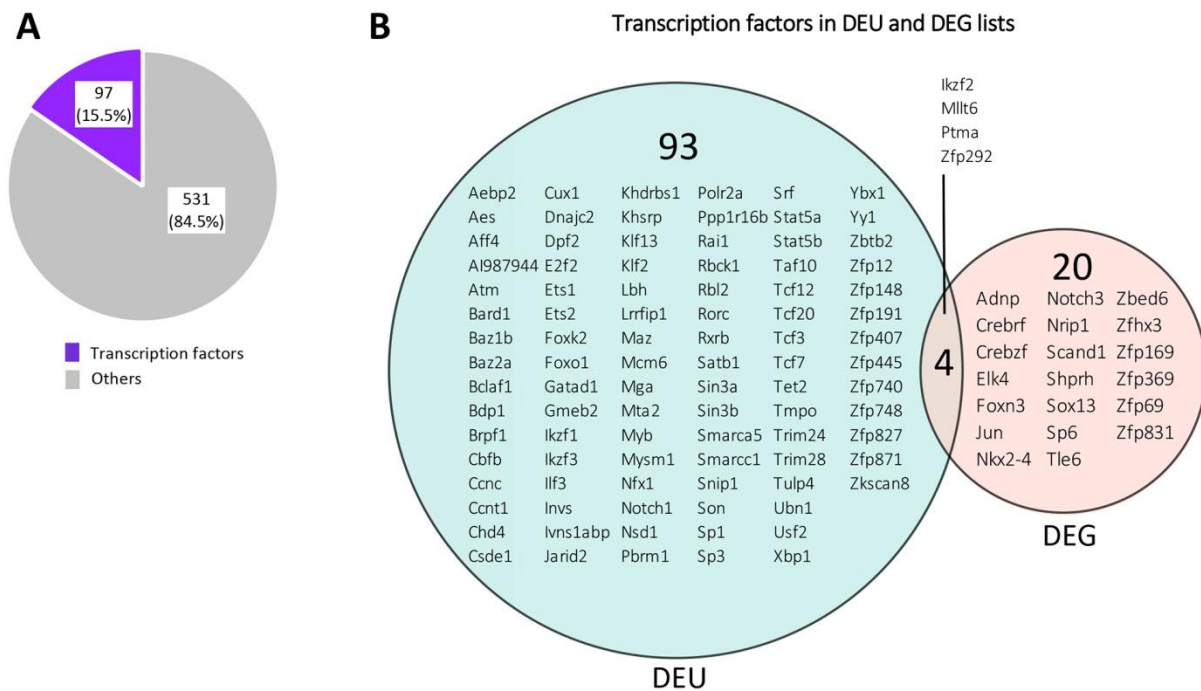 A
97
(15.5%)
531
(84.5%)
Transcription factors
Others
B
Transcription factors in DEU and DEG lists
Ikzf2
Mllt6
Ptma
Zfp292
93
Aebp2 Cux1 Khdrbs1 Polr2a Srf Ybx1
Aes Dnajc2 Khsrp Ppp1r16b Stat5a Yy1
Aff4 Dpf2 Klf13 Rai1 Stat5b Zbtb2
AI987944 E2f2 Klf2 Rbck1 Taf10 Zfp12
Atm Ets1 Lbh Rbl2 Tcf12 Zfp148
Bard1 Ets2 Lrrfip1 Rorc Tcf20 Zfp191
Baz1b Foxk2 Maz Rxrb Tcf3 Zfp407
Baz2a Foxo1 Mcm6 Satb1 Tcf7 Zfp445
Bclaf1 Gatad1 Mga Sin3a Tet2 Zfp740
Bdp1 Gmeb2 Mta2 Sin3b Tmpo Zfp748
Brpf1 Ikzf1 Myb Smarca5 Trim24 Zfp827
Cbfb Ikzf3 Mysm1 Smarcc1 Trim28 Zfp871
Ccnc Ilf3 Nfx1 Snip1 Tulp4 Zkscan8
Ccnt1 Invs Notch1 Son Ubn1
Chd4 Ivns1abp Nsd1 Sp1 Usf2
Csde1 Jarid2 Pbrm1 Sp3 Xbp1
DEU
4
20
Adnp Notch3 Zbed6
Crebrf Nrip1 Zfhx3
Crebzf Scand1 Zfp169
Elk4 Shprh Zfp369
Foxn3 Sox13 Zfp69
Jun Sp6 Zfp831
Nkx2-4 Tle6
DEG